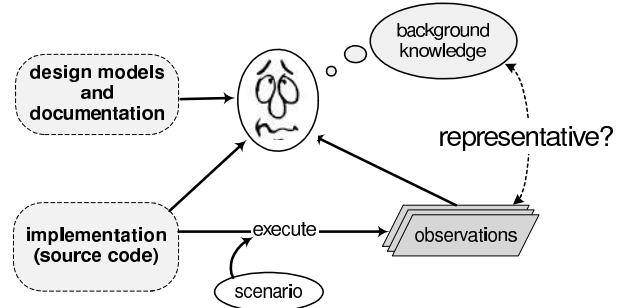 background
knowledge
design models
and
documentation
representative?
implementation
(source code)
execute
observations
scenario